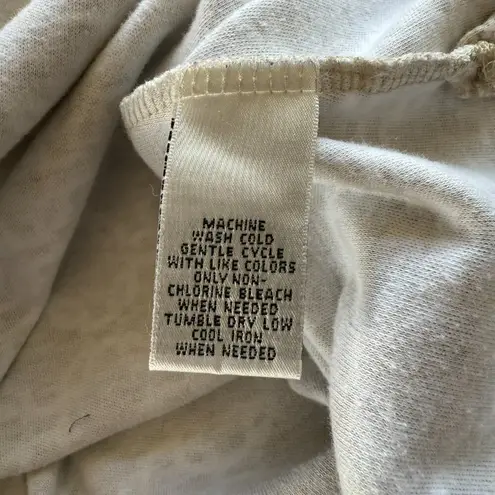 MACHINE
WASH COLD
GENTLE CYCLE
WITH LIKE COLORS
ONLY NON-
CHLORINE BLEACH
WHEN NEEDED
TUMBLE DRY LOW
COOL IRON
WHEN NEEDED